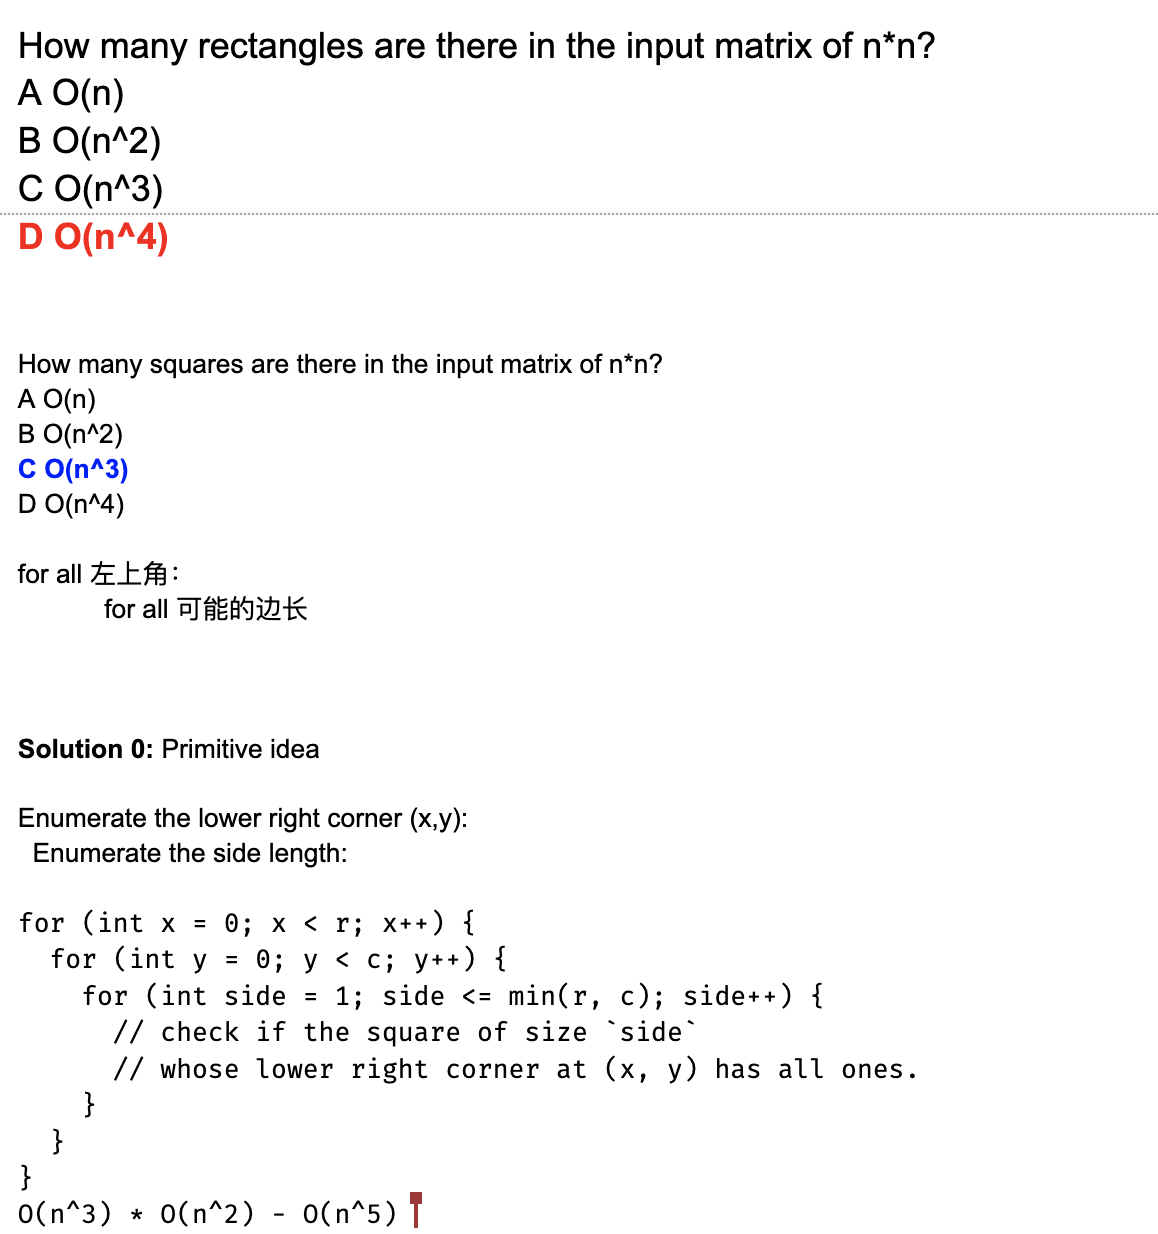 How many rectangles are there in the input matrix of n*n?
A O(n)
B O(n^2)
C O(n^3)
D O(n^4)
How many squares are there in the input matrix of n*n?
A O(n)
B O(n^2)
C O(n^3)
D O(n^4)
for all 左上角：
for all 可能的边长
Solution 0: Primitive idea
Enumerate the lower right corner (x,y):
Enumerate the side length:
for (int x = 0; x < r; x++) {
for (int y = 0; y < c; y++) {
for (int side = 1; side <= min(r, c); side++) {
// check if the square of size `side`
// whose lower right corner at (x, y) has all ones.
}
}
}
O(n^3) * O(n^2) - O(n^5)